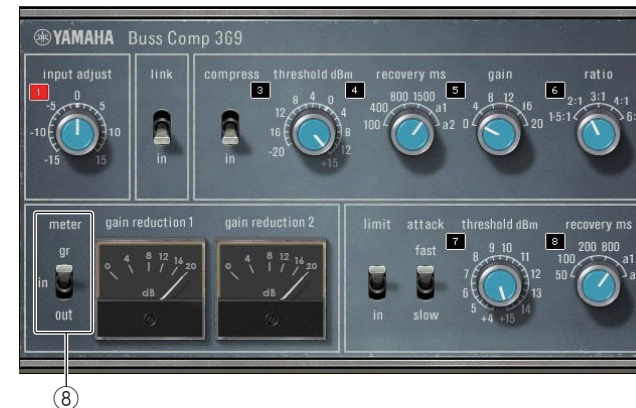 YAMAHA Buss Comp 369
input adjust
link
compress
threshold dBm
recovery ms
gain
ratio
1
3
4
5
6
-15 -10 -5 0 5 10 15
in
in
-20 16 12 8 4 0 4 8 12 +15
100 400 800 1500 a1 a2
0 4 8 12 16 20
1·5:1 2:1 3:1 4:1 6:
meter
gr
in
out
gain reduction 1
0 4 8 12 16 20
dB
gain reduction 2
0 4 8 12 16 20
dB
limit
in
attack
fast
slow
threshold dBm
7
+4 5 6 7 8 9 10 11 12 13 14 +15
recovery ms
8
50 100 200 800 a1 a
8